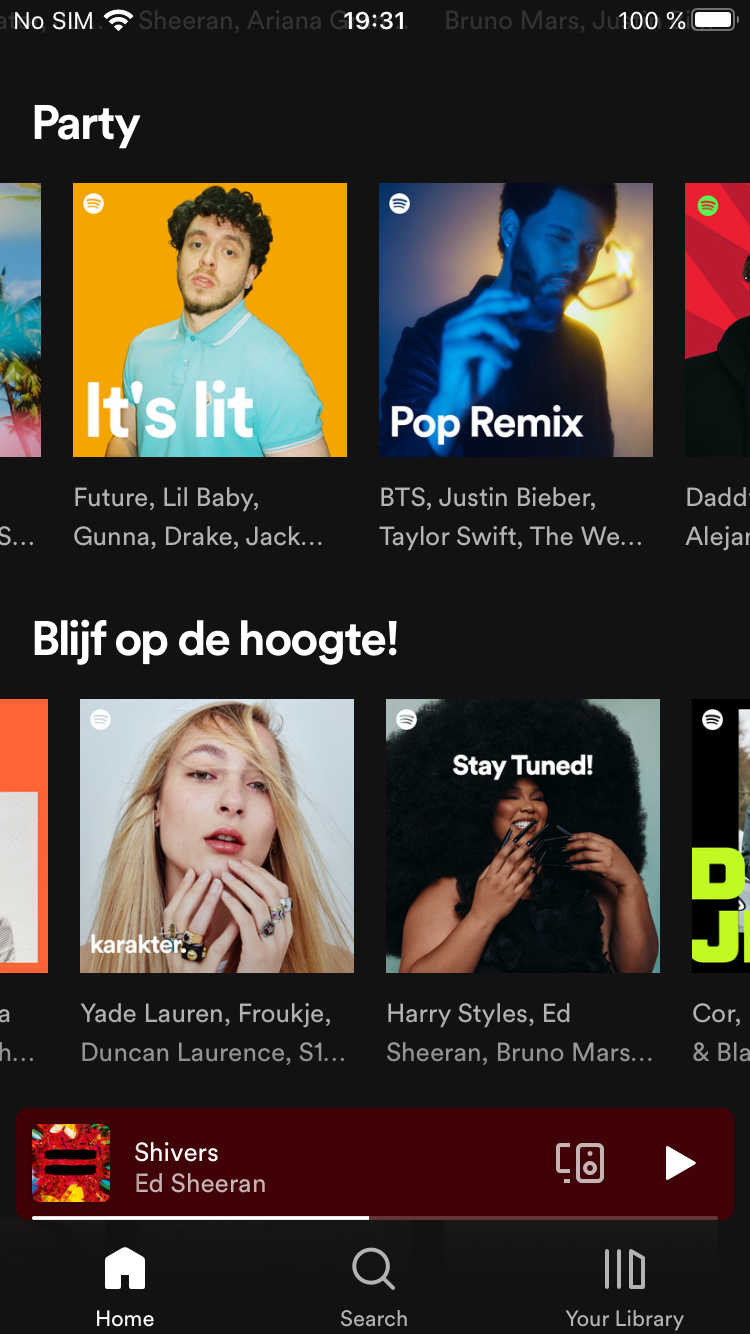 No SIM 19:31 100 %
Sheeran, Ariana G... Bruno Mars, Ju
Party
It's lit
Pop Remix
Future, Lil Baby, BTS, Justin Bieber, Dadd
S... Gunna, Drake, Jack... Taylor Swift, The We... Aleja
Blijf op de hoogte!
Stay Tuned!
karakter.
D
JI
a Yade Lauren, Froukje, Harry Styles, Ed Cor,
h... Duncan Laurence, S1... Sheeran, Bruno Mars... & Bla
Shivers
Ed Sheeran
Home Search Your Library